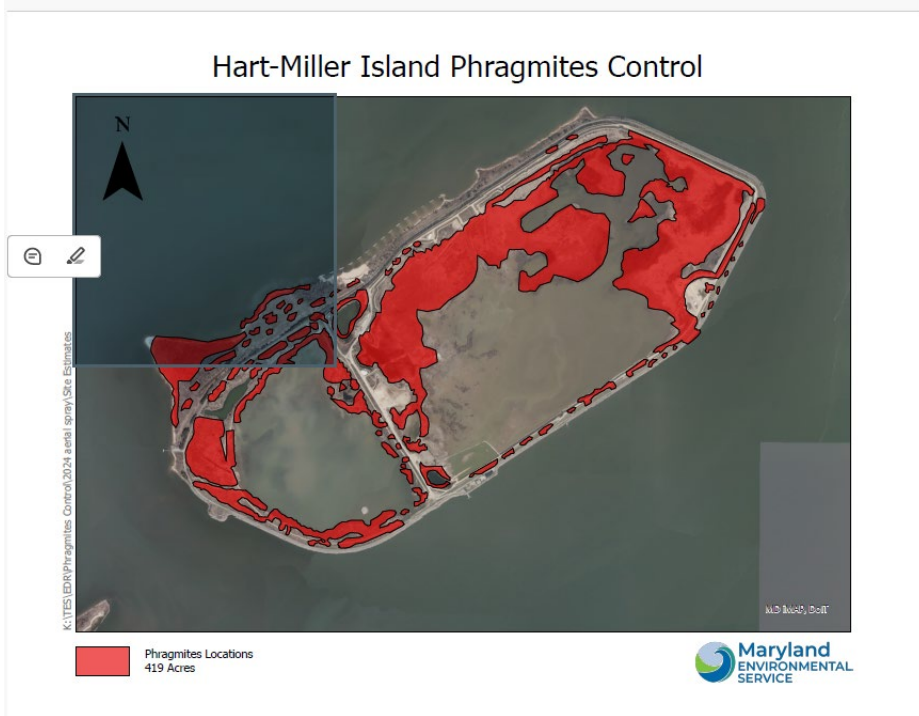 Hart-Miller Island Phragmites Control
N
K:\TES\EDR\Phragmites Control\2024 aerial spray\Site Estimates
MD iMAP, DoIT
Phragmites Locations
419 Acres
Maryland
ENVIRONMENTAL
SERVICE